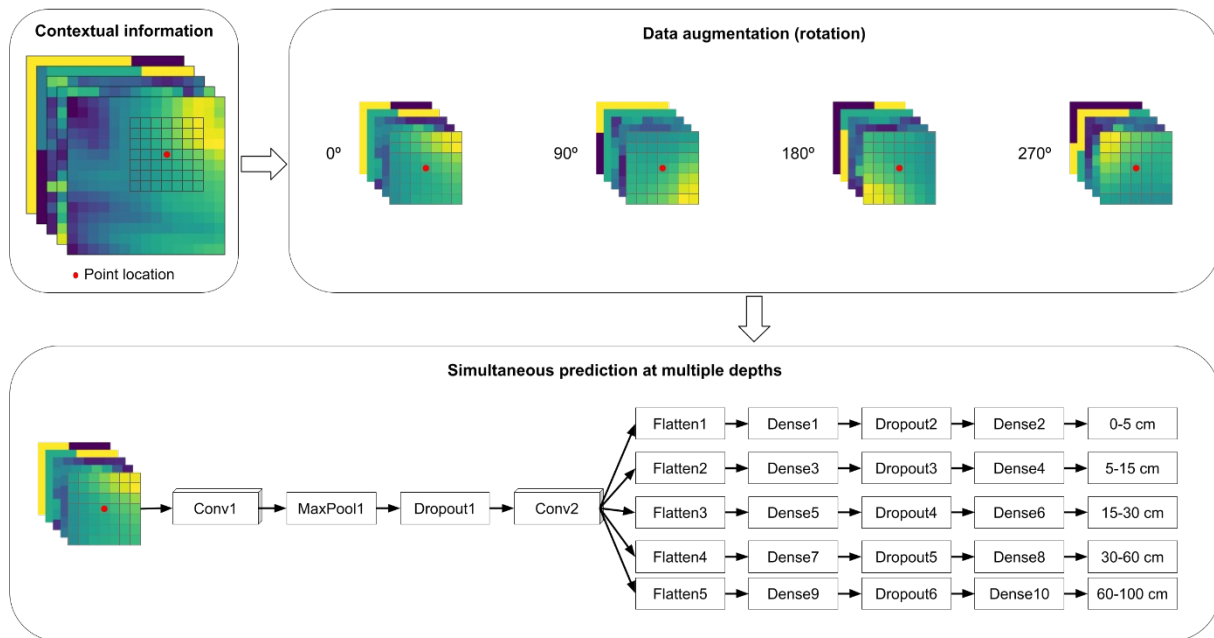 Contextual information
Point location
Data augmentation (rotation)
0º
90º
180º
270º
Simultaneous prediction at multiple depths
Conv1
MaxPool1
Dropout1
Conv2
Flatten1 Dense1 Dropout2 Dense2 0-5 cm
Flatten2 Dense3 Dropout3 Dense4 5-15 cm
Flatten3 Dense5 Dropout4 Dense6 15-30 cm
Flatten4 Dense7 Dropout5 Dense8 30-60 cm
Flatten5 Dense9 Dropout6 Dense10 60-100 cm